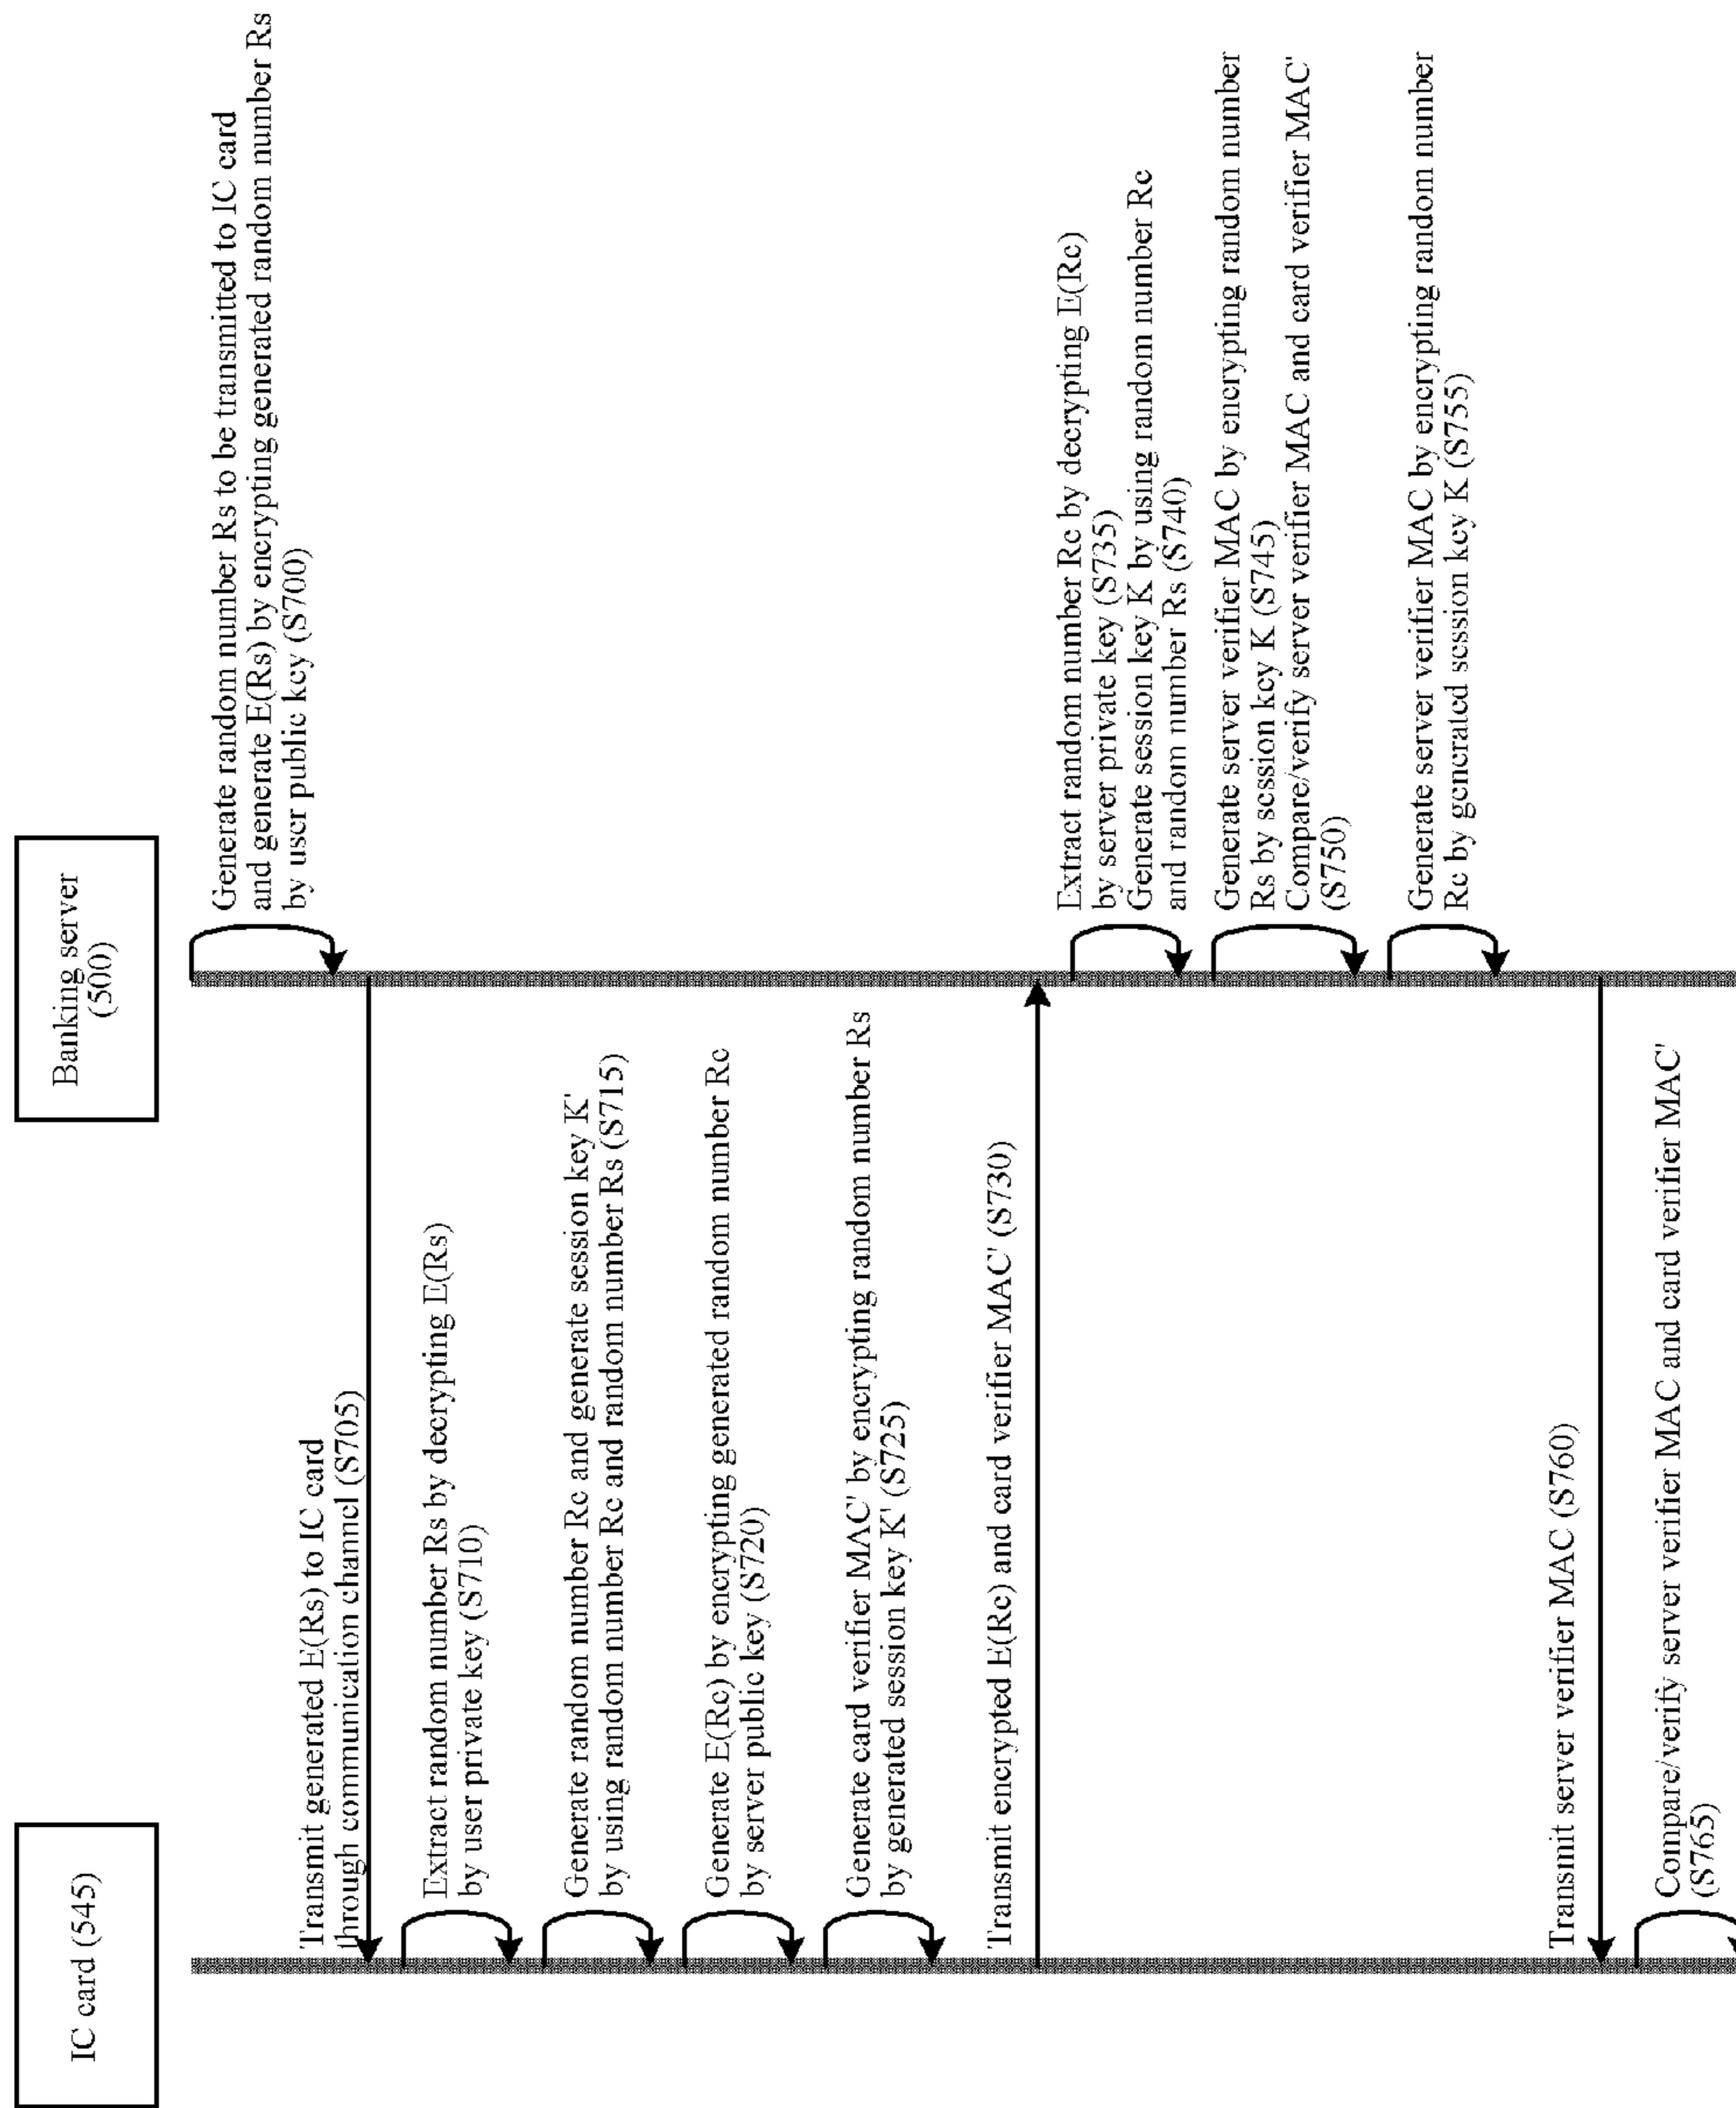 IC card (545)
Banking server
(500)
Generate random number Rs to be transmitted to IC card
and generate E(Rs) by encrypting generated random number Rs
by user public key (S700)
Transmit generated E(Rs) to IC card
through communication channel (S705)
Extract random number Rs by decrypting E(Rs)
by user private key (S710)
Generate random number Rc and generate session key K'
by using random number Rc and random number Rs (S715)
Generate E(Rc) by encrypting generated random number Rc
by server public key (S720)
Generate card verifier MAC' by encrypting random number Rs
by generated session key K' (S725)
Transmit encrypted E(Rc) and card verifier MAC' (S730)
Extract random number Rc by decrypting E(Rc)
by server private key (S735)
Generate session key K by using random number Rc
and random number Rs (S740)
Generate server verifier MAC by encrypting random number
Rs by session key K (S745)
Compare/verify server verifier MAC and card verifier MAC'
(S750)
Generate server verifier MAC by encrypting random number
Rc by generated session key K (S755)
Transmit server verifier MAC (S760)
Compare/verify server verifier MAC and card verifier MAC'
(S765)